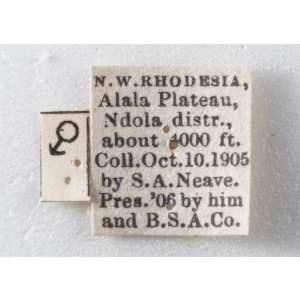 ♂
N.W.RHODESIA,
Alala Plateau,
Ndola distr.,
about 4000 ft.
Coll.Oct.10.1905
by S.A.Neave.
Pres.'06 by him
and B.S.A.Co.